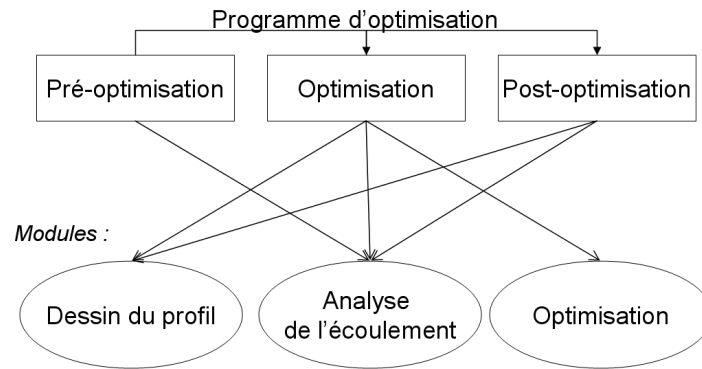 Programme d’optimisation
Pré-optimisation
Optimisation
Post-optimisation
Modules :
Dessin du profil
Analyse
de l’écoulement
Optimisation